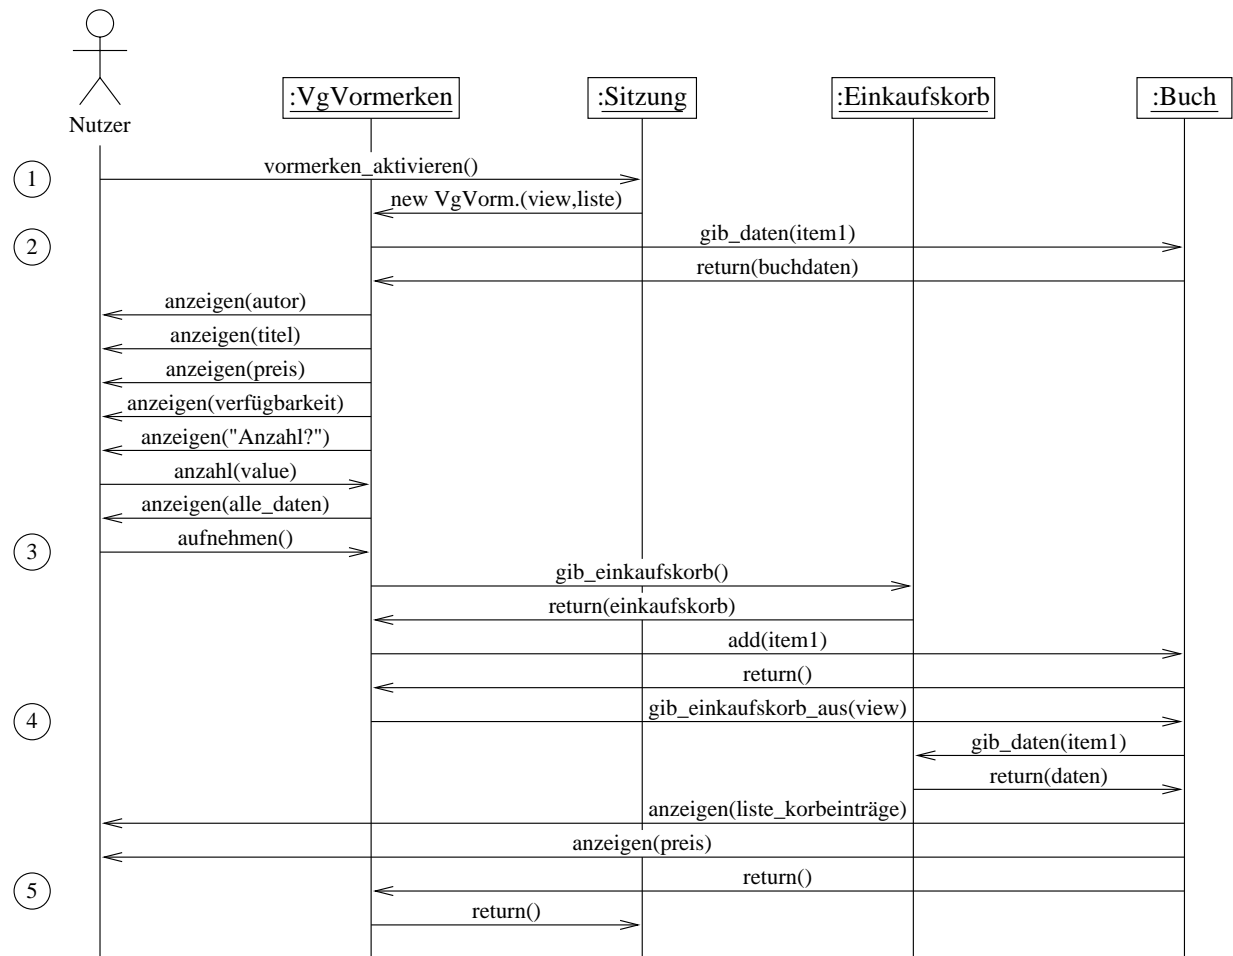 :VgVormerken
:Sitzung
:Einkaufskorb
:Buch
Nutzer
vormerken_aktivieren()
1
new VgVorm.(view,liste)
gib_daten(item1)
2
return(buchdaten)
anzeigen(autor)
anzeigen(titel)
anzeigen(preis)
anzeigen(verfügbarkeit)
anzeigen("Anzahl?")
anzahl(value)
anzeigen(alle_daten)
aufnehmen()
3
gib_einkaufskorb()
return(einkaufskorb)
add(item1)
return()
gib_einkaufskorb_aus(view)
4
gib_daten(item1)
return(daten)
anzeigen(liste_korbeinträge)
anzeigen(preis)
return()
5
return()